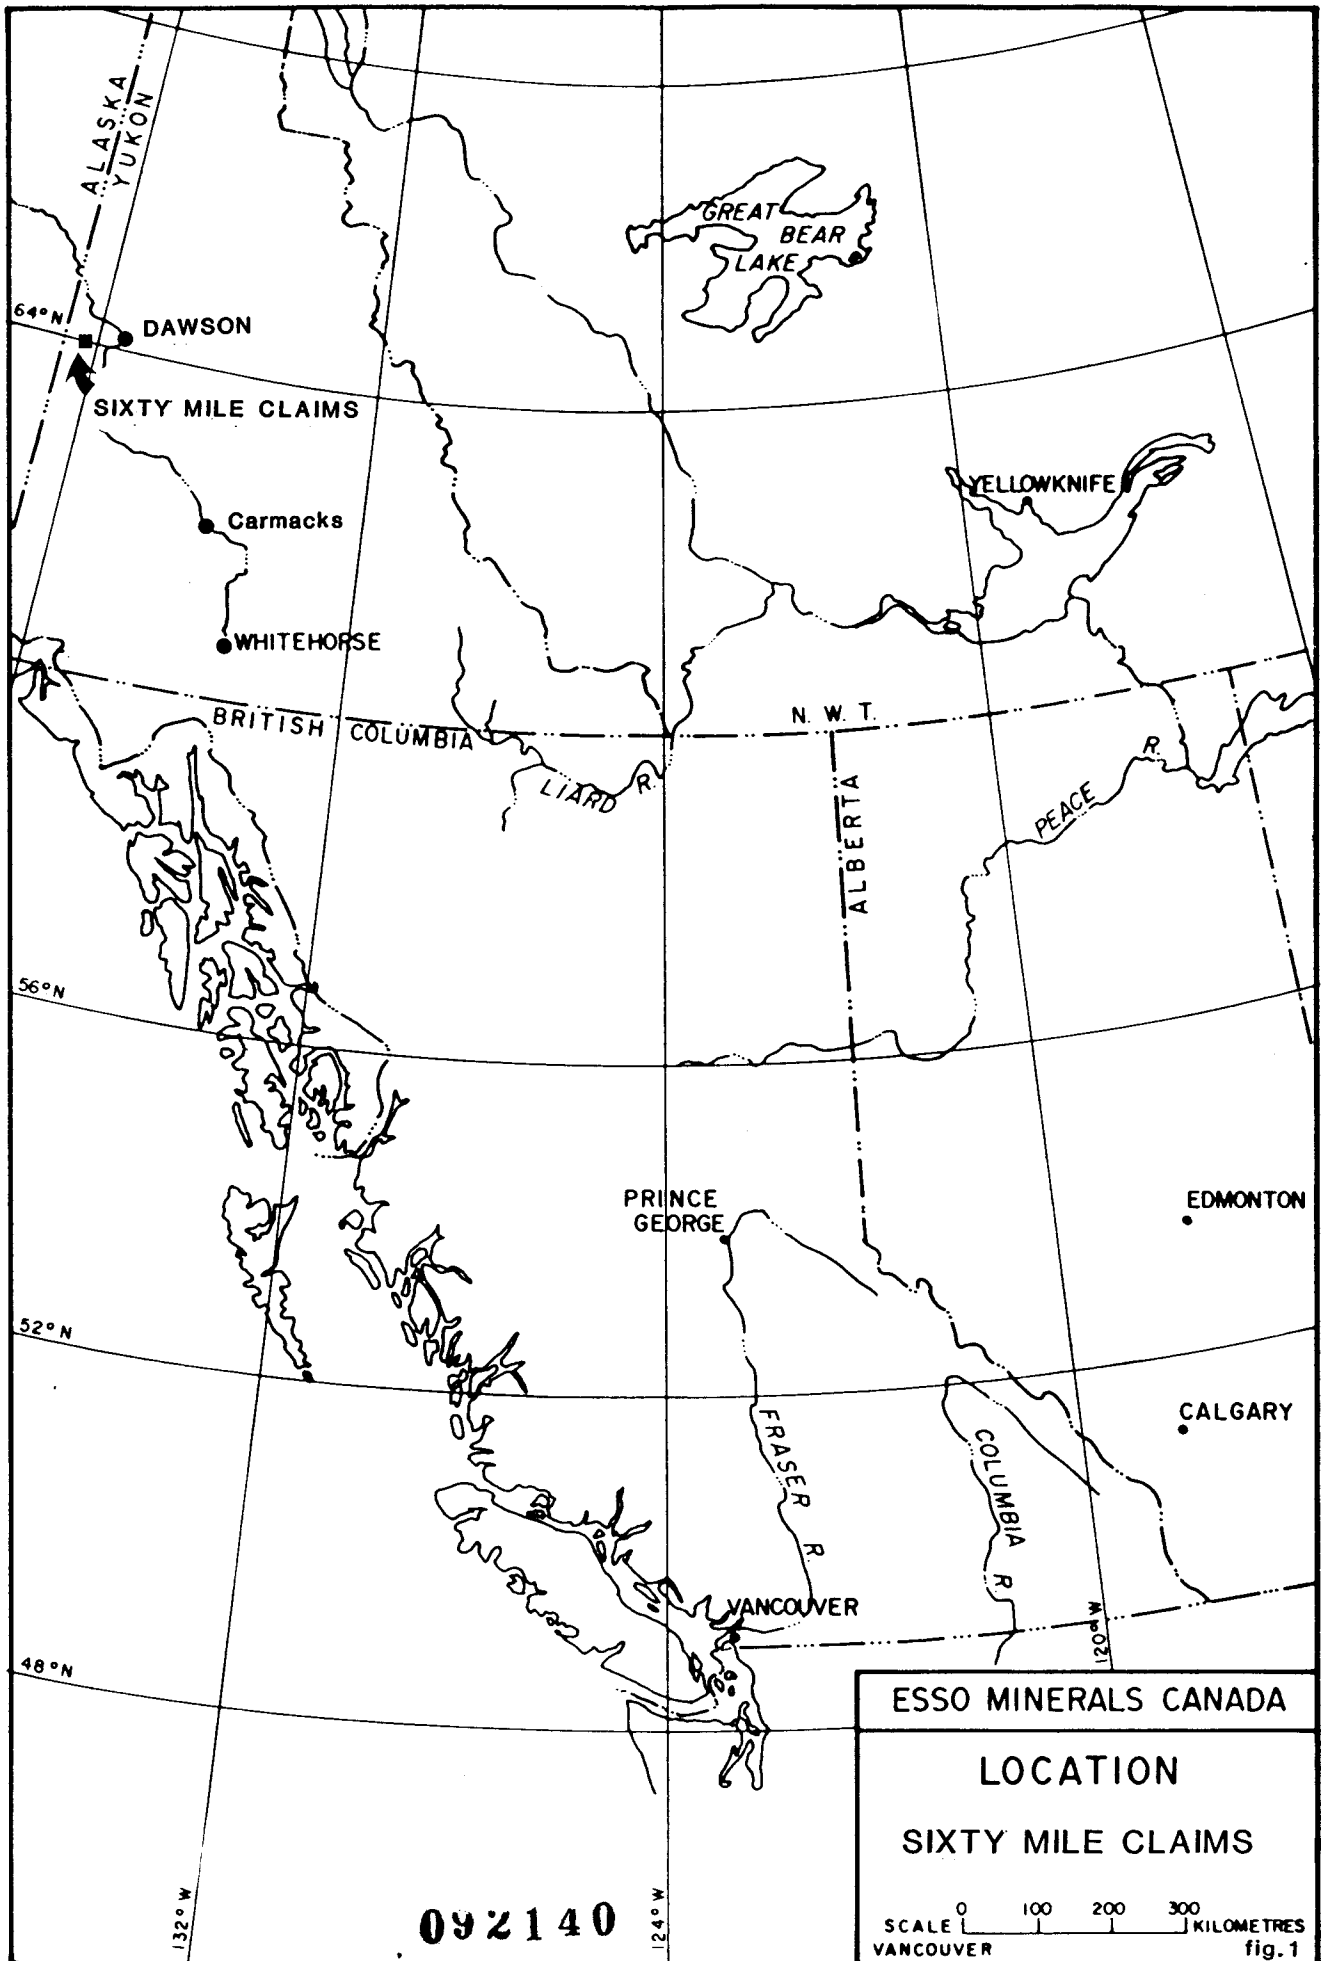 ALASKA
YUKON
GREAT
BEAR
LAKE
64°N
DAWSON
SIXTY MILE CLAIMS
YELLOWKNIFE
Carmacks
WHITEHORSE
BRITISH COLUMBIA
N. W. T.
LIARD R.
PEACE R.
ALBERTA
56°N
PRINCE
GEORGE
EDMONTON
52°N
CALGARY
FRASER R.
COLUMBIA R.
VANCOUVER
120°W
48°N
132°W
124°W
092140
ESSO MINERALS CANADA
LOCATION
SIXTY MILE CLAIMS
0 100 200 300
SCALE KILOMETRES
VANCOUVER fig.1